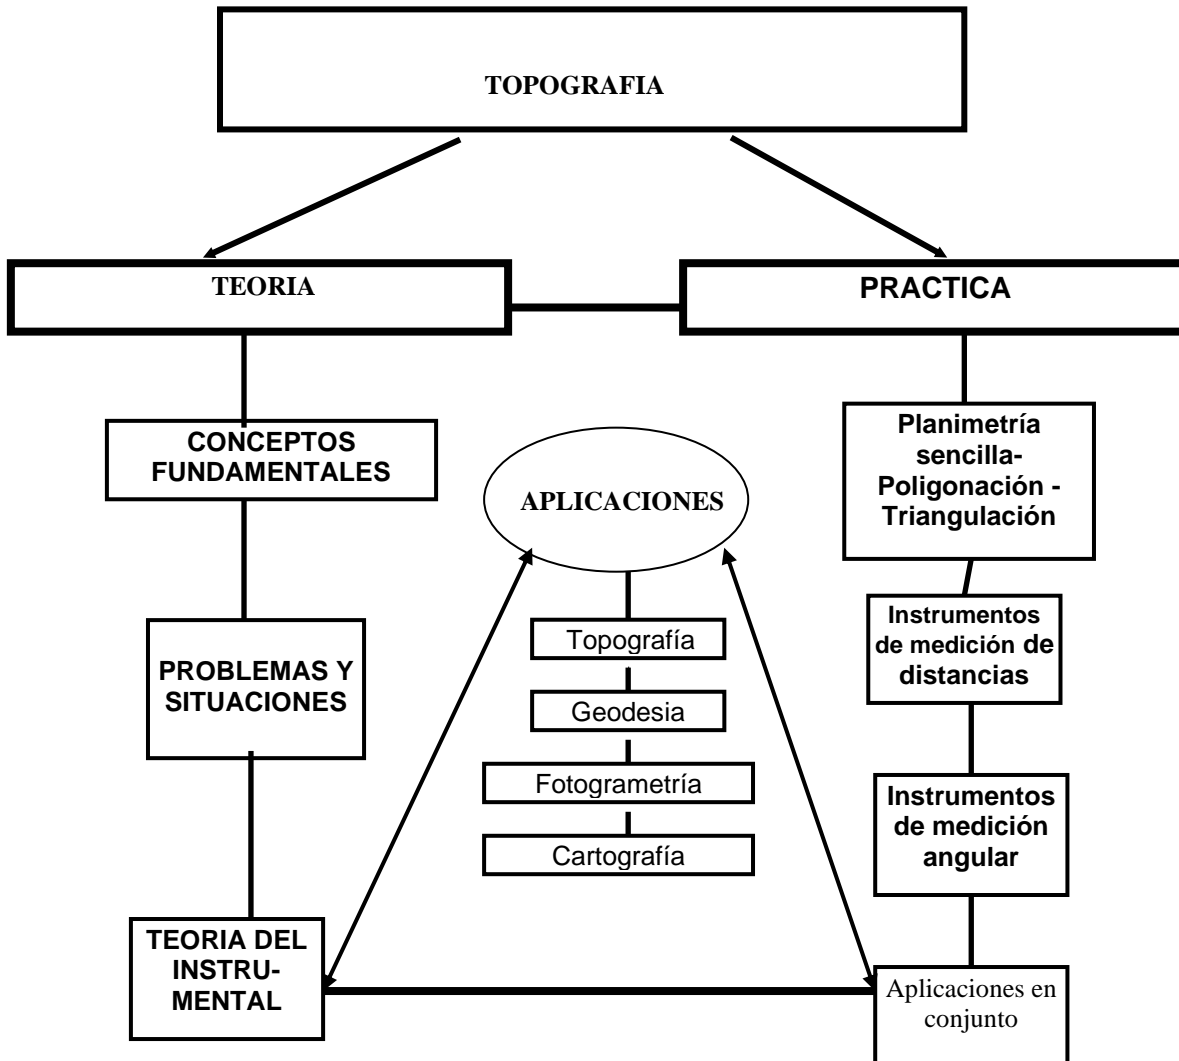 TOPOGRAFIA
TEORIA
PRACTICA
CONCEPTOS
FUNDAMENTALES
PROBLEMAS Y
SITUACIONES
TEORIA DEL
INSTRU-
MENTAL
APLICACIONES
Topografía
Geodesia
Fotogrametría
Cartografía
Planimetría
sencilla-
Poligonación -
Triangulación
Instrumentos
de medición de
distancias
Instrumentos
de medición
angular
Aplicaciones en
conjunto